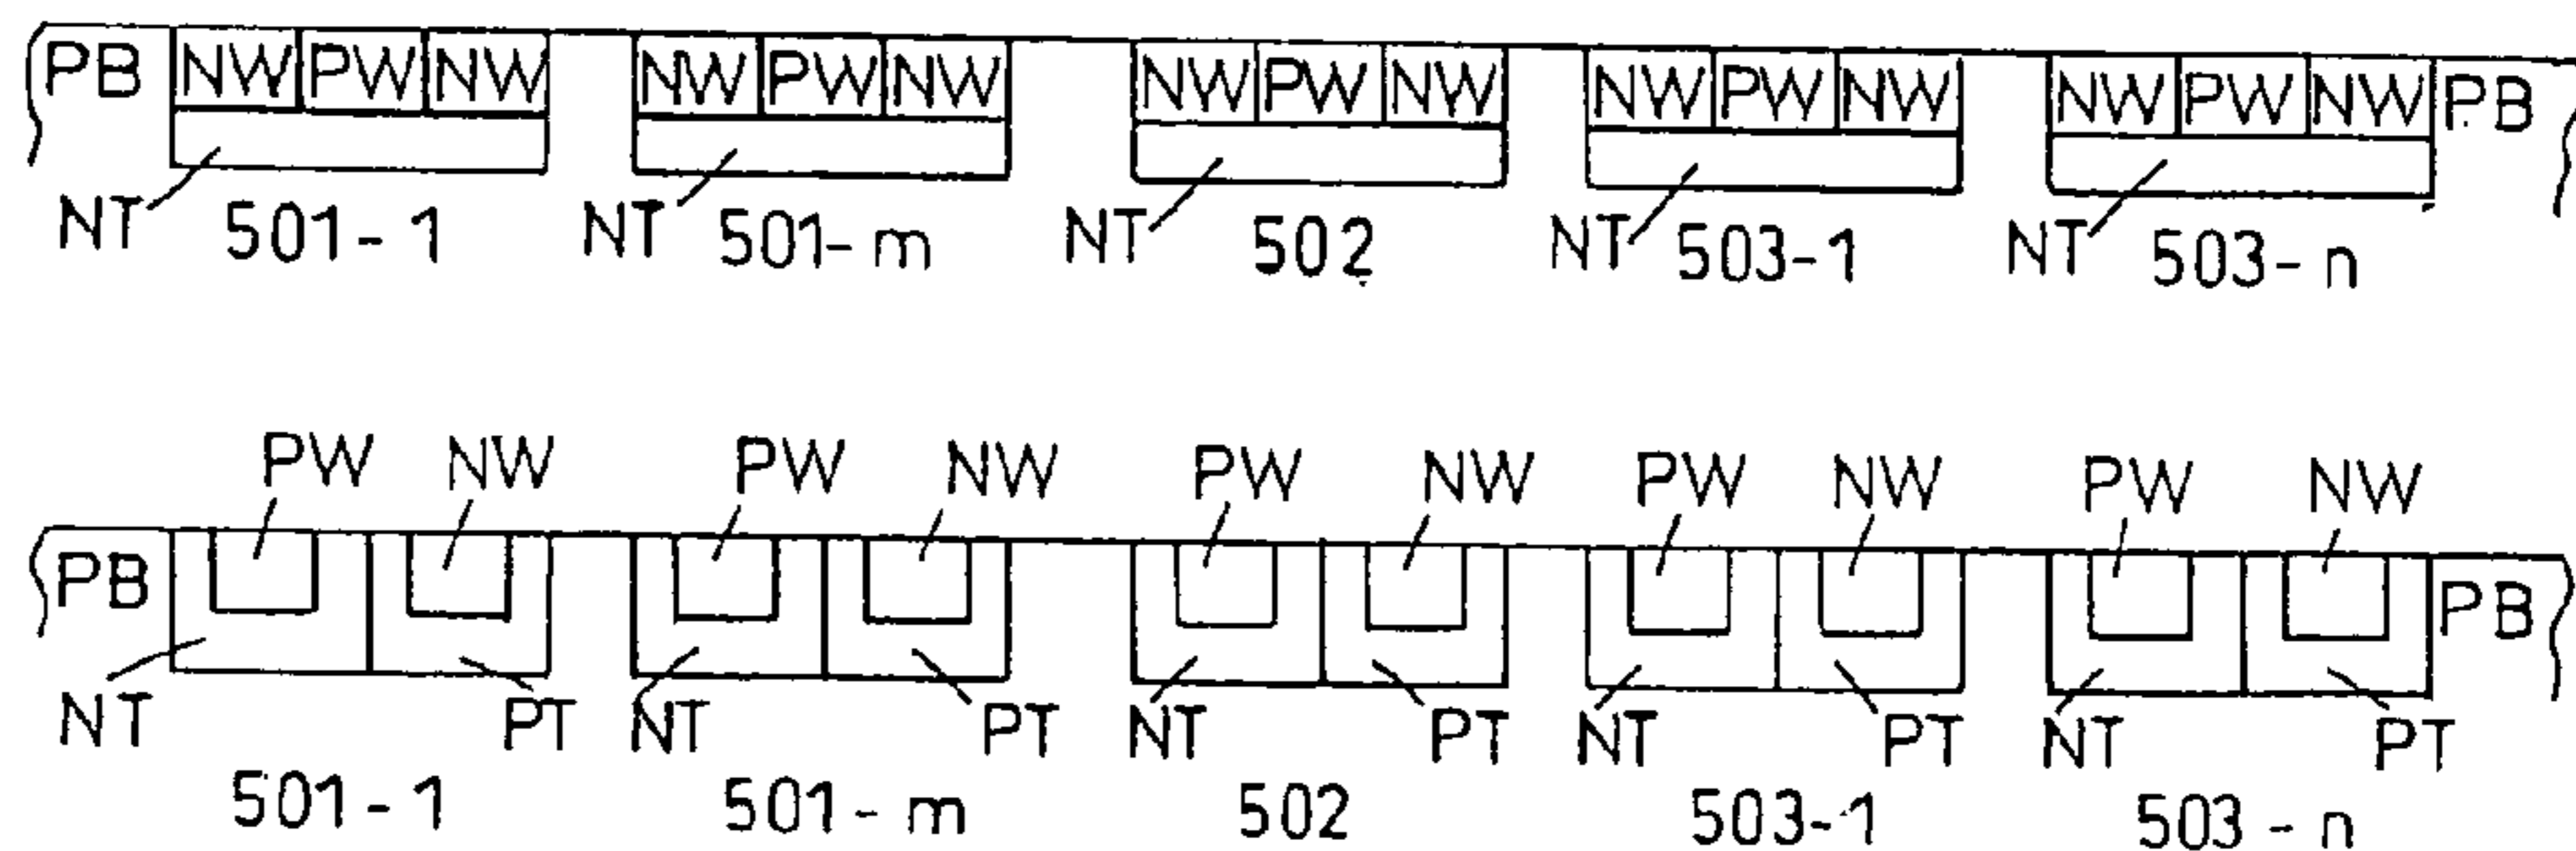 PB NW PW NW NW PW NW NW PW NW NW PW NW NW PW NW PB
NT 501-1 NT 501-m NT 502 NT 503-1 NT 503-n
PW NW PW NW PW NW PW NW PW NW
PB PB
NT PT NT PT NT PT NT PT NT PT
501-1 501-m 502 503-1 503-n